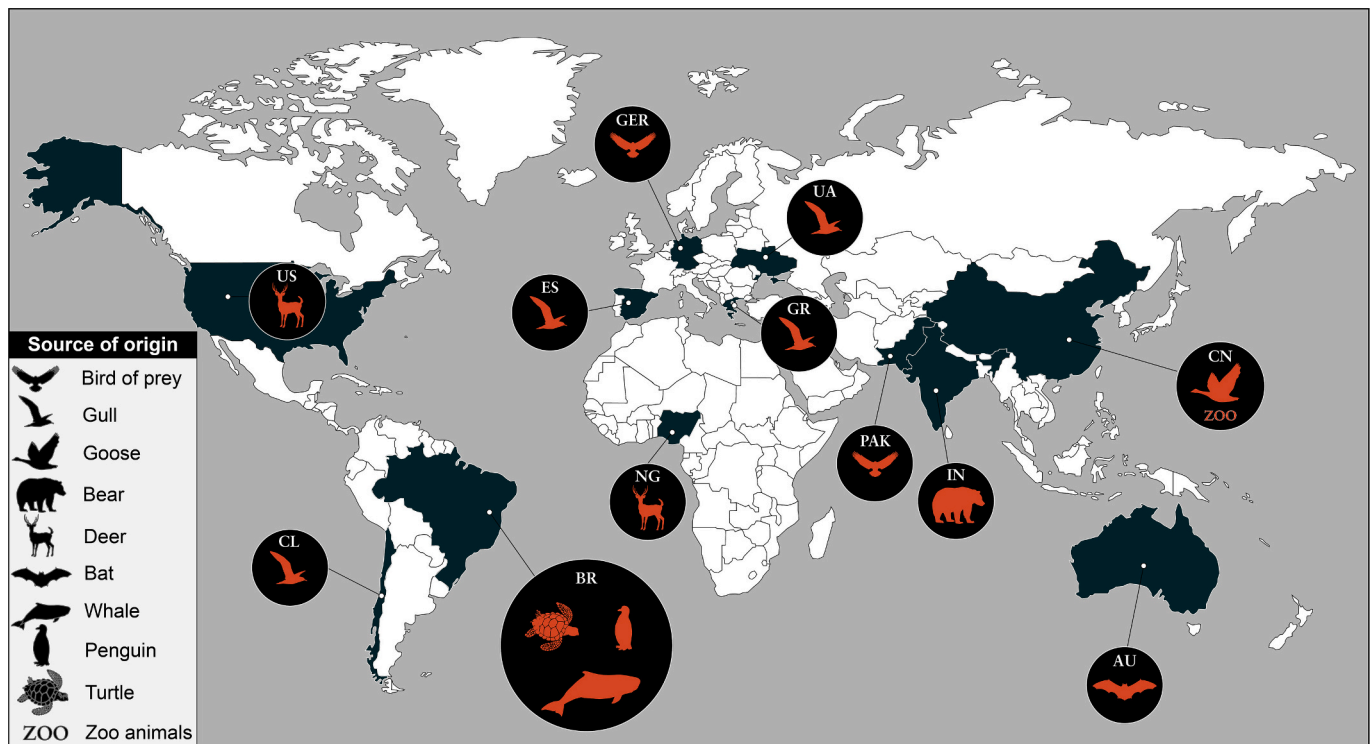 GER
UA
US
ES
GR
CN
ZOO
PAK
IN
NG
CL
BR
AU
Source of origin
Bird of prey
Gull
Goose
Bear
Deer
Bat
Whale
Penguin
Turtle
ZOO Zoo animals